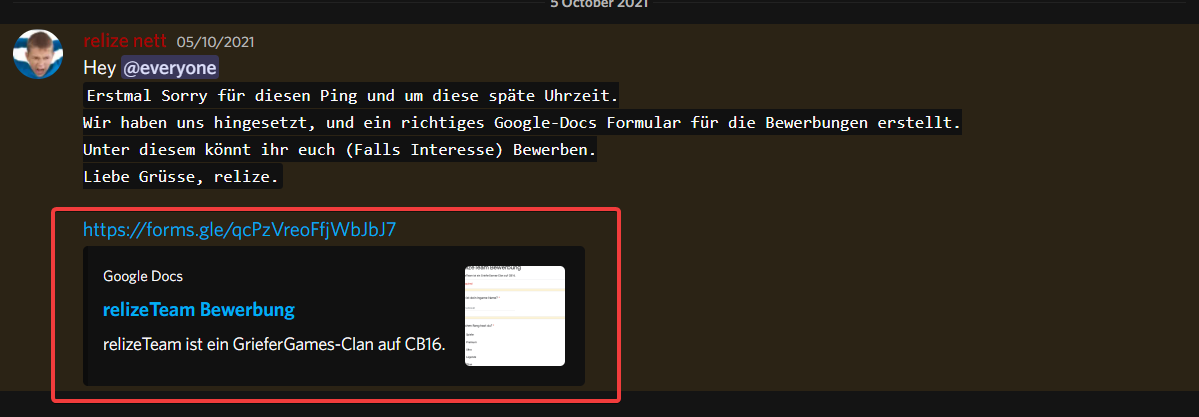 5 October 2021
relize nett 05/10/2021
Hey @everyone
Erstmal Sorry für diesen Ping und um diese späte Uhrzeit.
Wir haben uns hingesetzt, und ein richtiges Google-Docs Formular für die Bewerbungen erstellt.
Unter diesem könnt ihr euch (Falls Interesse) Bewerben.
Liebe Grüsse, relize.
https://forms.gle/qcPzVreoFfjWbJbJ7
Google Docs
relizeTeam Bewerbung
relizeTeam ist ein GrieferGames-Clan auf CB16.